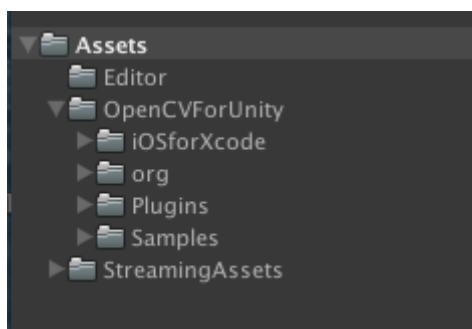 Assets
Editor
OpenCVForUnity
iOSforXcode
org
Plugins
Samples
StreamingAssets